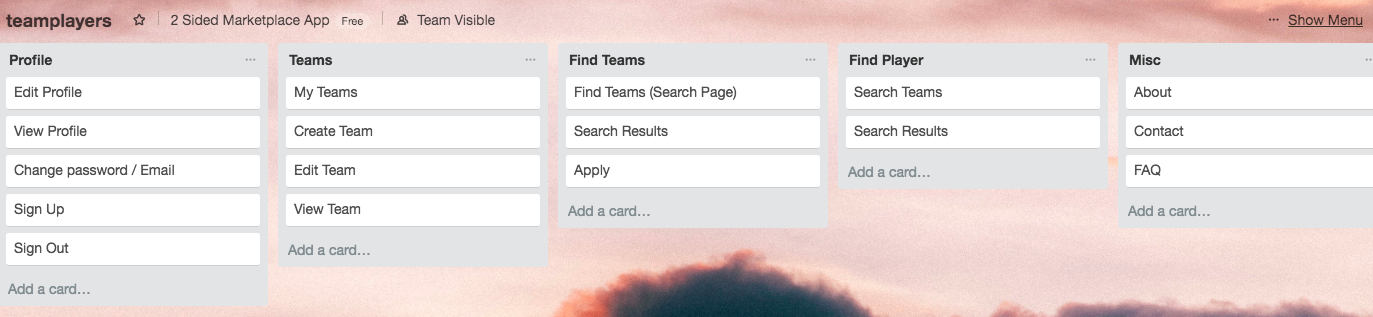 teamplayers 2 Sided Marketplace App Free Team Visible ··· Show Menu
Profile ···
Edit Profile
View Profile
Change password / Email
Sign Up
Sign Out
Add a card...
Teams ···
My Teams
Create Team
Edit Team
View Team
Add a card...
Find Teams ···
Find Teams (Search Page)
Search Results
Apply
Add a card...
Find Player ···
Search Teams
Search Results
Add a card...
Misc
About
Contact
FAQ
Add a card...